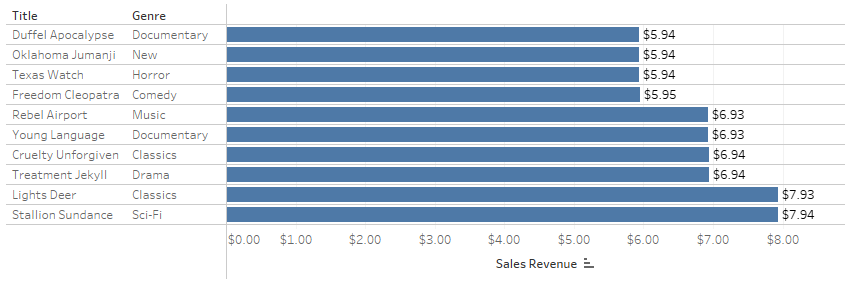 Title Genre
Duffel Apocalypse Documentary $5.94
Oklahoma Jumanji New $5.94
Texas Watch Horror $5.94
Freedom Cleopatra Comedy $5.95
Rebel Airport Music $6.93
Young Language Documentary $6.93
Cruelty Unforgiven Classics $6.94
Treatment Jekyll Drama $6.94
Lights Deer Classics $7.93
Stallion Sundance Sci-Fi $7.94
$0.00 $1.00 $2.00 $3.00 $4.00 $5.00 $6.00 $7.00 $8.00
Sales Revenue